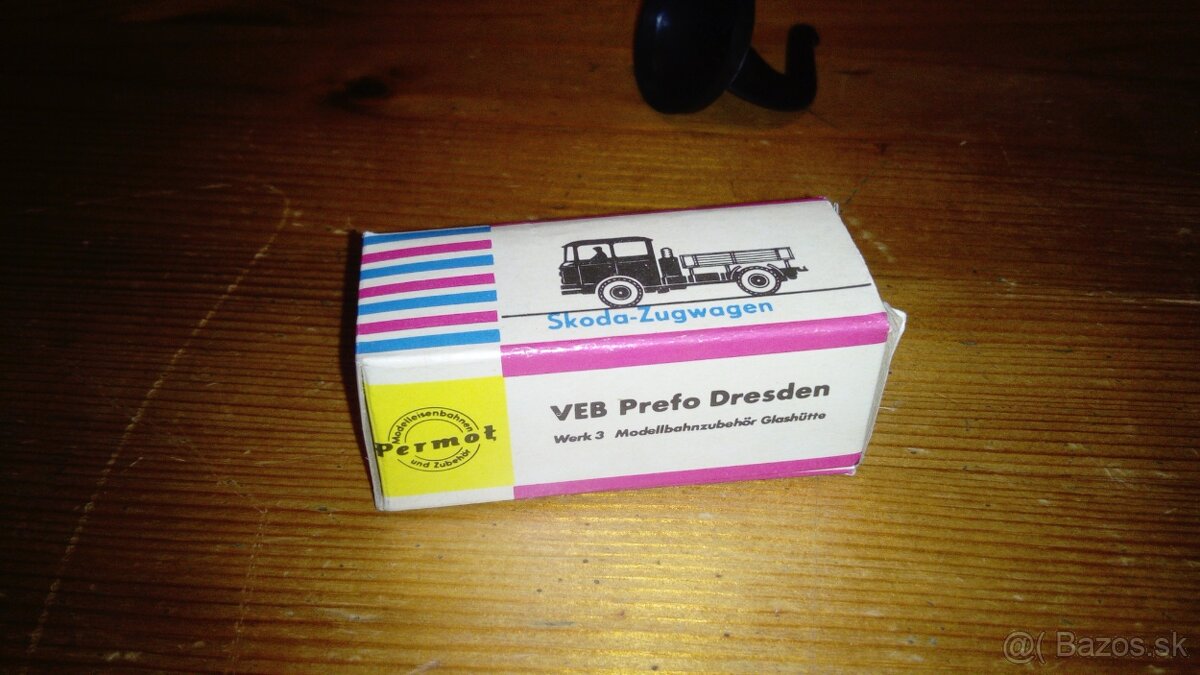 Skoda-Zugwagen
VEB Prefo Dresden
Werk 3 Modellbahnzubehör Glashütte
Modelleisenbahnen
Permot
und Zubehör
@( Bazos.sk